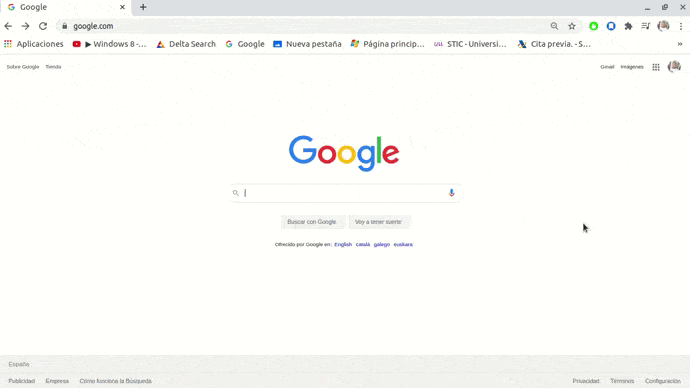 Google
google.com
Aplicaciones ▶ Windows 8 -... Delta Search Google Nueva pestaña Página princip... STIC - Universi... Cita previa. - S... »
Sobre Google Tienda Gmail Imágenes
Google
Buscar con Google Voy a tener suerte
Ofrecido por Google en: English català galego euskara
España
Publicidad Empresa Cómo funciona la Búsqueda Privacidad Términos Configuración